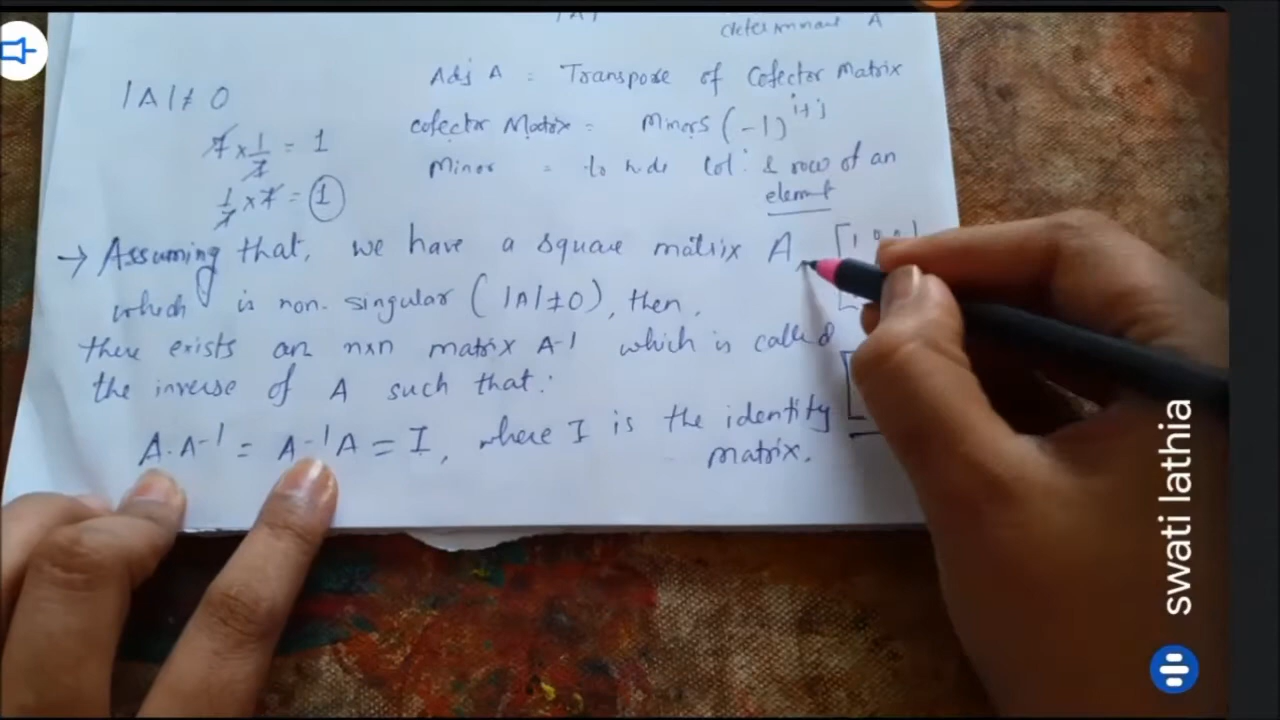 |A|
determinant A
Adj A = Transpose of Cofector Matrix
|A| ≠ 0
cofector Matrix = Minors (-1)^{i+j}
7 x 1/7 = 1
Minor = to hide Col. & row of an
element
1/7 x 7 = 1
→ Assuming that, we have a square matrix A,
which is non-singular (|A| ≠ 0), then,
there exists an nxn matrix A-1 which is called
the inverse of A such that:
A.A-1 = A-1A = I, where I is the identity
matrix.
swati lathia